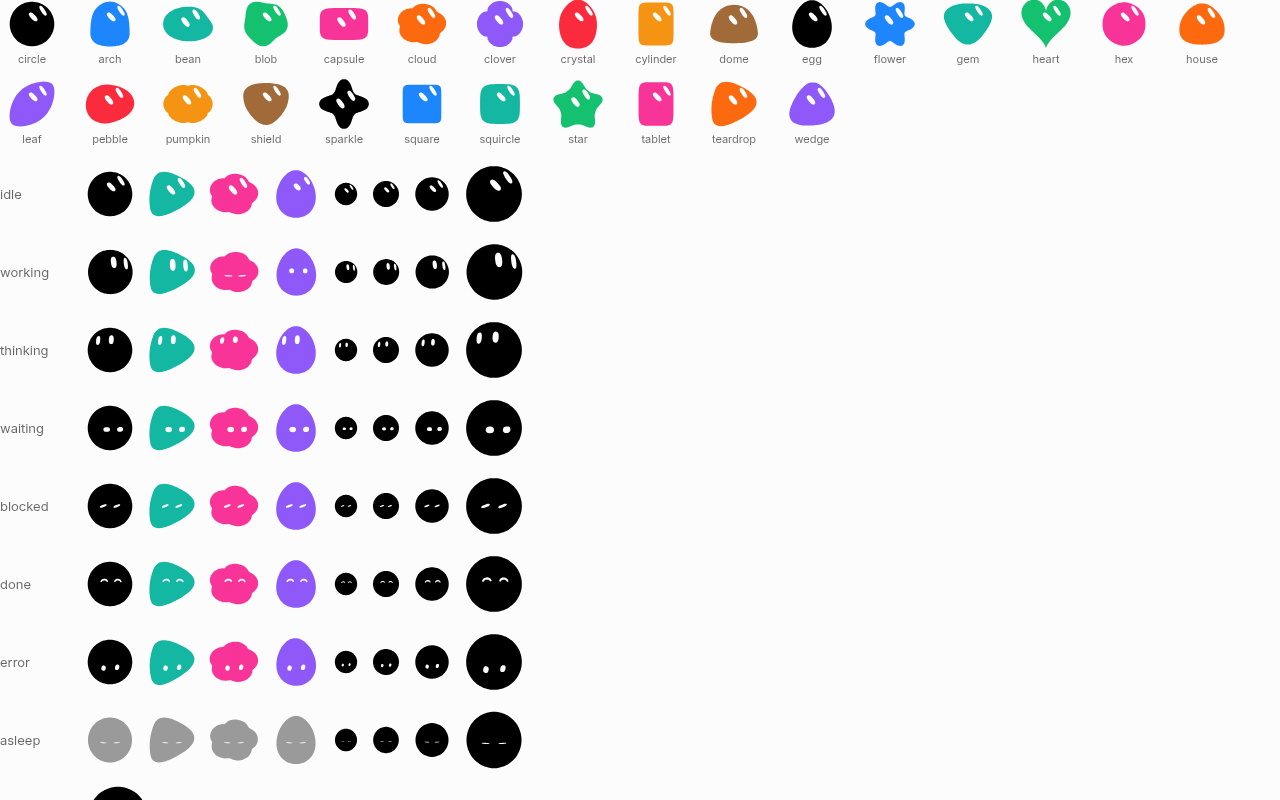 circle arch bean blob capsule cloud clover crystal cylinder dome egg flower gem heart hex house
leaf pebble pumpkin shield sparkle square squircle star tablet teardrop wedge
idle
working
thinking
waiting
blocked
done
error
asleep